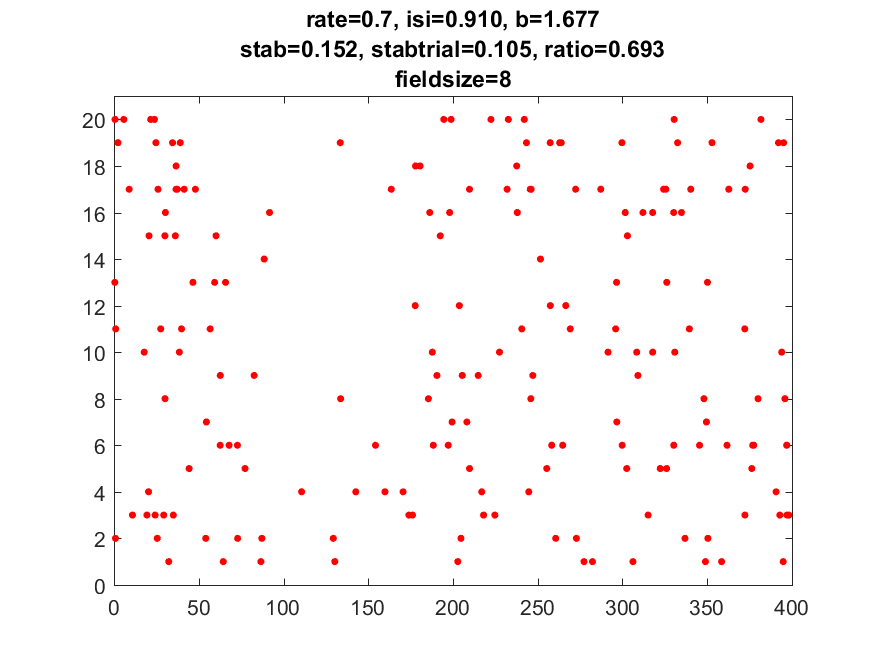 rate=0.7, isi=0.910, b=1.677
stab=0.152, stabtrial=0.105, ratio=0.693
fieldsize=8
20
18
16
14
12
10
8
6
4
2
0
0 50 100 150 200 250 300 350 400